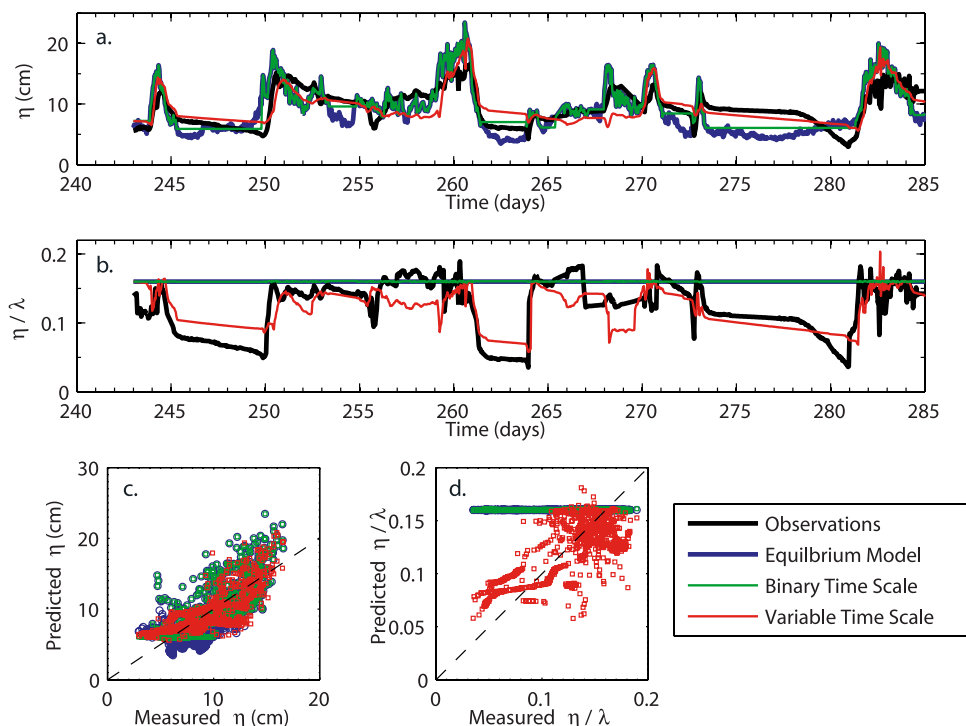 a.
η (cm)
20
10
0
240 245 250 255 260 265 270 275 280 285
Time (days)
b.
η / λ
0.2
0.1
0
240 245 250 255 260 265 270 275 280 285
Time (days)
c.
Predicted η (cm)
30
20
10
0
0 10 20
Measured η (cm)
d.
Predicted η / λ
0.2
0.15
0.1
0.05
0
0 0.1 0.2
Measured η / λ
Observations
Equilbrium Model
Binary Time Scale
Variable Time Scale